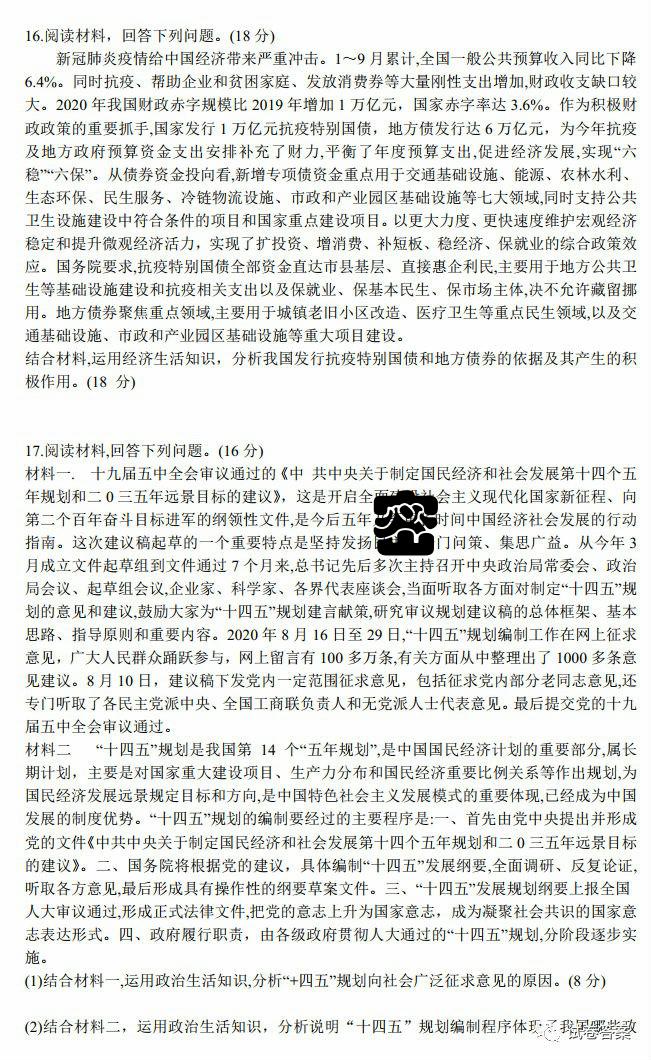 16.阅读材料，回答下列问题。(18 分)
新冠肺炎疫情给中国经济带来严重冲击。1～9 月累计,全国一般公共预算收入同比下降
6.4%。同时抗疫、帮助企业和贫困家庭、发放消费券等大量刚性支出增加,财政收支缺口较
大。2020 年我国财政赤字规模比 2019 年增加 1 万亿元，国家赤字率达 3.6%。作为积极财
政政策的重要抓手,国家发行 1 万亿元抗疫特别国债，地方债发行达 6 万亿元，为今年抗疫
及地方政府预算资金支出安排补充了财力,平衡了年度预算支出,促进经济发展,实现“六
稳”“六保”。从债券资金投向看,新增专项债资金重点用于交通基础设施、能源、农林水利、
生态环保、民生服务、冷链物流设施、市政和产业园区基础设施等七大领域,同时支持公共
卫生设施建设中符合条件的项目和国家重点建设项目。以更大力度、更快速度维护宏观经济
稳定和提升微观经济活力，实现了扩投资、增消费、补短板、稳经济、保就业的综合政策效
应。国务院要求,抗疫特别国债全部资金直达市县基层、直接惠企利民,主要用于地方公共卫
生等基础设施建设和抗疫相关支出以及保就业、保基本民生、保市场主体,决不允许藏留挪
用。地方债券聚焦重点领域,主要用于城镇老旧小区改造、医疗卫生等重点民生领域,以及交
通基础设施、市政和产业园区基础设施等重大项目建设。
结合材料,运用经济生活知识，分析我国发行抗疫特别国债和地方债券的依据及其产生的积
极作用。(18 分)
17.阅读材料,回答下列问题。(16 分)
材料一. 十九届五中全会审议通过的《中 共中央关于制定国民经济和社会发展第十四个五
年规划和二０三五年远景目标的建议》，这是开启全面 社会主义现代化国家新征程、向
第二个百年奋斗目标进军的纲领性文件,是今后五年 时间中国经济社会发展的行动
指南。这次建议稿起草的一个重要特点是坚持发扬 门问策、集思广益。从今年 3
月成立文件起草组到文件通过 7 个月来,总书记先后多次主持召开中央政治局常委会、政治
局会议、起草组会议,企业家、科学家、各界代表座谈会,当面听取各方面对制定“十四五”规
划的意见和建议,鼓励大家为“十四五”规划建言献策,研究审议规划建议稿的总体框架、基本
思路、指导原则和重要内容。2020 年 8 月 16 日至 29 日,“十四五”规划编制工作在网上征求
意见，广大人民群众踊跃参与，网上留言有 100 多万条,有关方面从中整理出了 1000 多条意
见建议。8 月 10 日，建议稿下发党内一定范围征求意见，包括征求党内部分老同志意见,还
专门听取了各民主党派中央、全国工商联负责人和无党派人士代表意见。最后提交党的十九
届五中全会审议通过。
材料二 “十四五”规划是我国第 14 个“五年规划”,是中国国民经济计划的重要部分,属长
期计划，主要是对国家重大建设项目、生产力分布和国民经济重要比例关系等作出规划,为
国民经济发展远景规定目标和方向,是中国特色社会主义发展模式的重要体现,已经成为中国
发展的制度优势。“十四五”规划的编制要经过的主要程序是:一、首先由党中央提出并形成
党的文件《中共中央关于制定国民经济和社会发展第十四个五年规划和二０三五年远景目标
的建议》。二、国务院将根据党的建议，具体编制“十四五”发展纲要,全面调研、反复论证,
听取各方意见,最后形成具有操作性的纲要草案文件。三、“十四五”发展规划纲要上报全国
人大审议通过,形成正式法律文件,把党的意志上升为国家意志，成为凝聚社会共识的国家意
志表达形式。四、政府履行职责，由各级政府贯彻人大通过的“十四五”规划,分阶段逐步实
施。
(1)结合材料一,运用政治生活知识,分析“+四五”规划向社会广泛征求意见的原因。(8 分)
(2)结合材料二，运用政治生活知识，分析说明“十四五”规划编制程序体现了我国哪些政
试卷答案